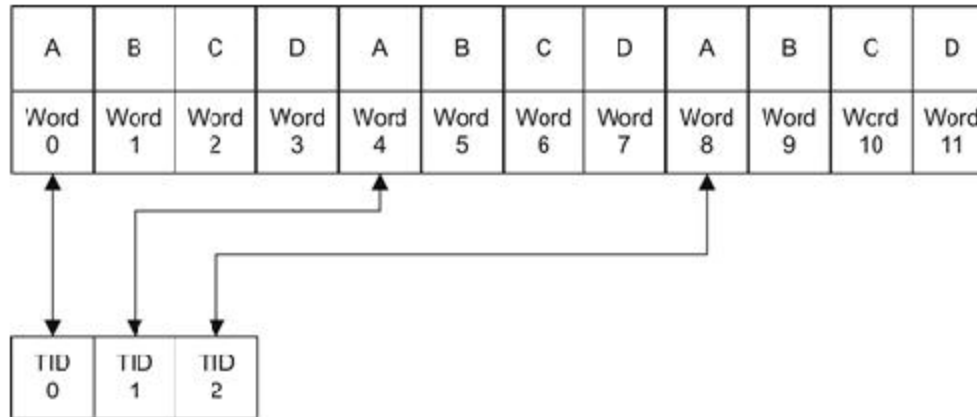 A B C D A B C D A B C D
Word Word Word Word Word Word Word Word Word Word Word Word
0 1 2 3 4 5 6 7 8 9 10 11
TID TID TID
0 1 2